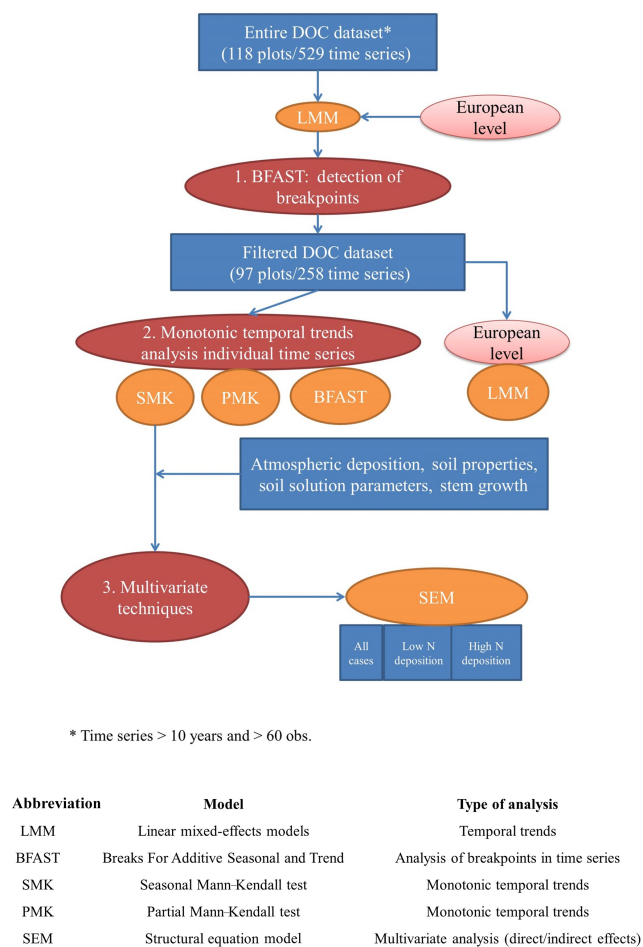 Entire DOC dataset*
(118 plots/529 time series)
LMM
European
level
1. BFAST: detection of
breakpoints
Filtered DOC dataset
(97 plots/258 time series)
2. Monotonic temporal trends
analysis individual time series
European
level
SMK
PMK
BFAST
LMM
Atmospheric deposition, soil properties,
soil solution parameters, stem growth
3. Multivariate
techniques
SEM
All
cases
Low N
deposition
High N
deposition
* Time series > 10 years and > 60 obs.
Abbreviation Model Type of analysis
LMM Linear mixed-effects models Temporal trends
BFAST Breaks For Additive Seasonal and Trend Analysis of breakpoints in time series
SMK Seasonal Mann–Kendall test Monotonic temporal trends
PMK Partial Mann–Kendall test Monotonic temporal trends
SEM Structural equation model Multivariate analysis (direct/indirect effects)